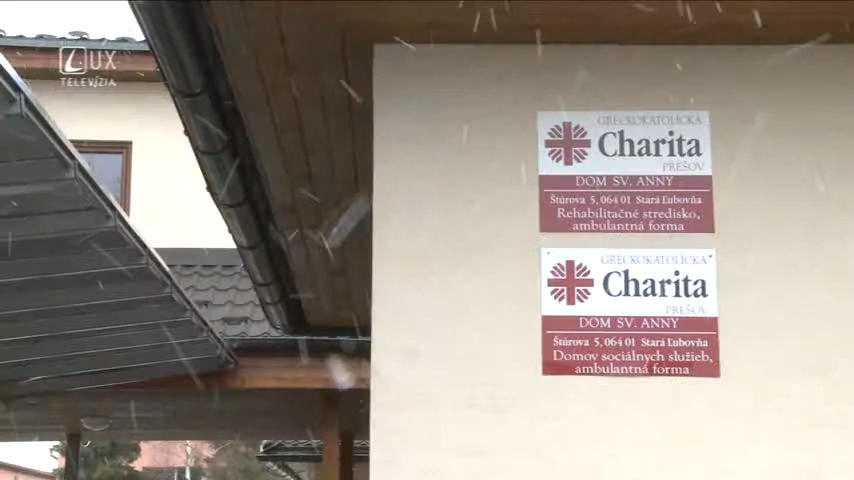 LUX
TELEVÍZIA
GRÉCKOKATOLÍCKA
Charita
PREŠOV
DOM SV. ANNY
Štúrova 5, 064 01 Stará Ľubovňa
Rehabilitačné stredisko,
ambulantná forma
GRÉCKOKATOLÍCKA
Charita
PREŠOV
DOM SV. ANNY
Štúrova 5, 064 01 Stará Ľubovňa
Domov sociálnych služieb,
ambulantná forma